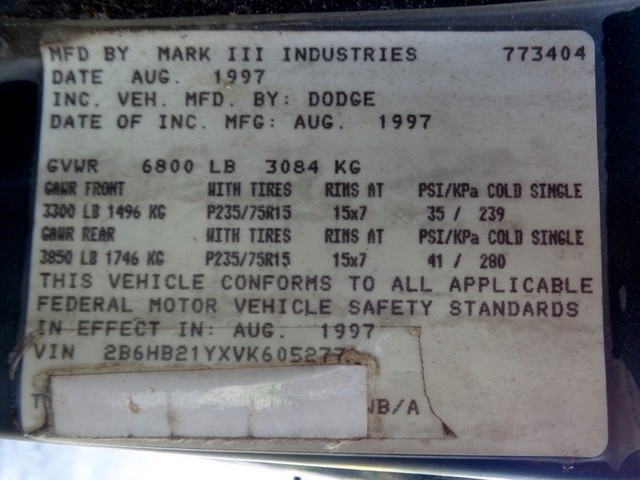 MFD BY MARK III INDUSTRIES 773404
DATE AUG. 1997
INC. VEH. MFD. BY: DODGE
DATE OF INC. MFG: AUG. 1997
GVWR 6800 LB 3084 KG
GAWR FRONT WITH TIRES RIMS AT PSI/KPa COLD SINGLE
3300 LB 1496 KG P235/75R15 15x7 35 / 239
GAWR REAR WITH TIRES RIMS AT PSI/KPa COLD SINGLE
3850 LB 1746 KG P235/75R15 15x7 41 / 280
THIS VEHICLE CONFORMS TO ALL APPLICABLE
FEDERAL MOTOR VEHICLE SAFETY STANDARDS
IN EFFECT IN: AUG. 1997
VIN 2B6HB21YXVK605277